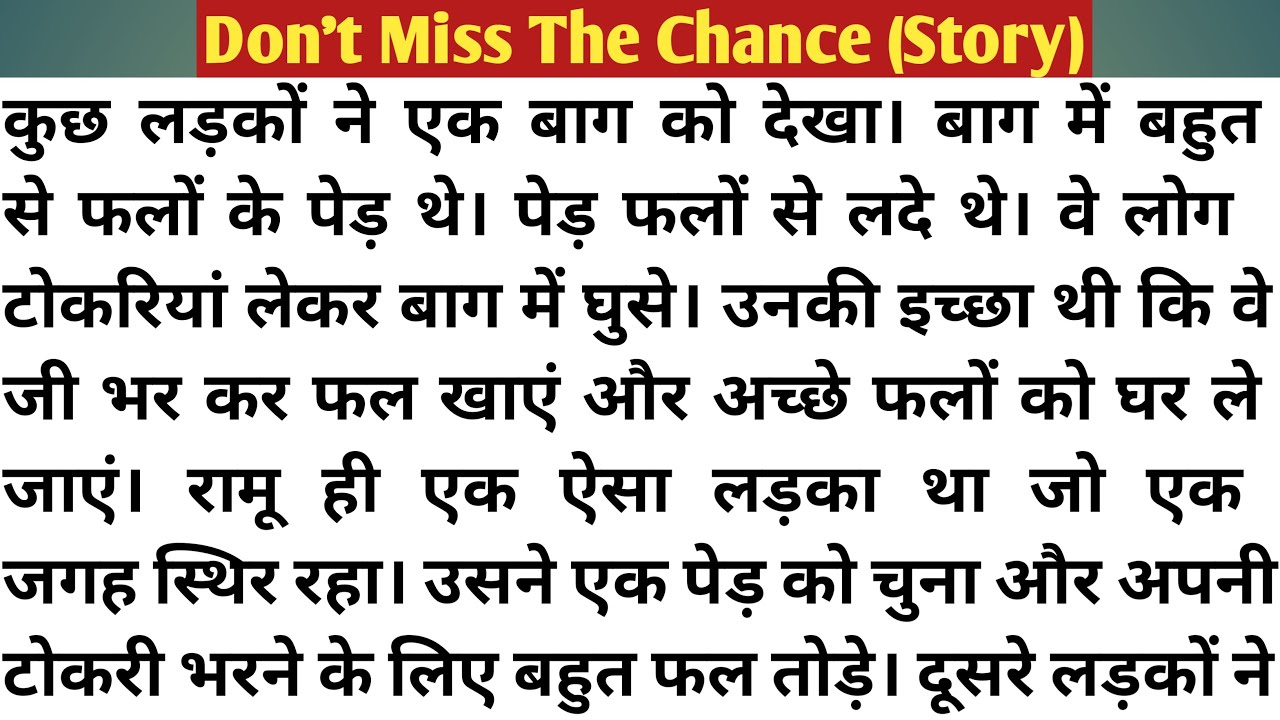 Don't Miss The Chance (Story)
कुछ लड़कों ने एक बाग को देखा। बाग में बहुत
से फलों के पेड़ थे। पेड़ फलों से लदे थे। वे लोग
टोकरियां लेकर बाग में घुसे। उनकी इच्छा थी कि वे
जी भर कर फल खाएं और अच्छे फलों को घर ले
जाएं। रामू ही एक ऐसा लड़का था जो एक
जगह स्थिर रहा। उसने एक पेड़ को चुना और अपनी
टोकरी भरने के लिए बहुत फल तोड़े। दूसरे लड़कों ने